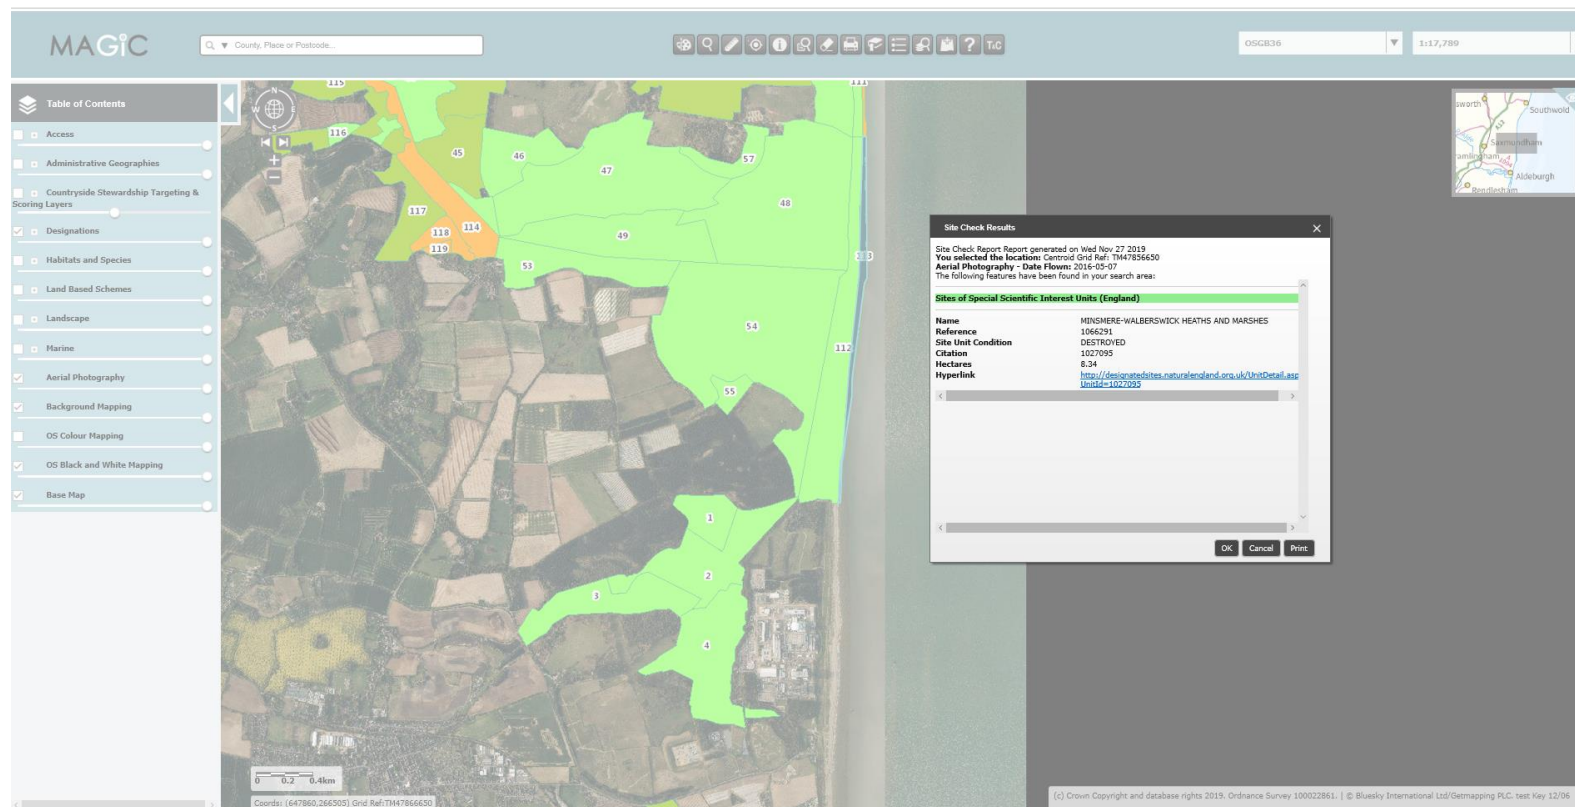 MAGiC
County, Place or Postcode...
T&C
OSGB36
1:17,789
Table of Contents
Access
Administrative Geographies
Countryside Stewardship Targeting &
Scoring Layers
Designations
Habitats and Species
Land Based Schemes
Landscape
Marine
Aerial Photography
Background Mapping
OS Colour Mapping
OS Black and White Mapping
Base Map
N
W E
S
115
111
116
45
46
47
57
48
117
114
118
49
119
53
54
112
55
1
2
3
4
0 0.2 0.4km
Coords: (647860,266505) Grid Ref:TM47866650
sworth
Southwold
A12
Saxmundham
ramlingham
Aldeburgh
Rendlesham
Site Check Results
Site Check Report Report generated on Wed Nov 27 2019
You selected the location: Centroid Grid Ref: TM47856650
Aerial Photography - Date Flown: 2016-05-07
The following features have been found in your search area:
Sites of Special Scientific Interest Units (England)
Name MINSMERE-WALBERSWICK HEATHS AND MARSHES
Reference 1066291
Site Unit Condition DESTROYED
Citation 1027095
Hectares 8.34
Hyperlink http://designatedsites.naturalengland.org.uk/UnitDetail.asp
UnitId=1027095
OK Cancel Print
(c) Crown Copyright and database rights 2019. Ordnance Survey 100022861. | © Bluesky International Ltd/Getmapping PLC. test Key 12/06